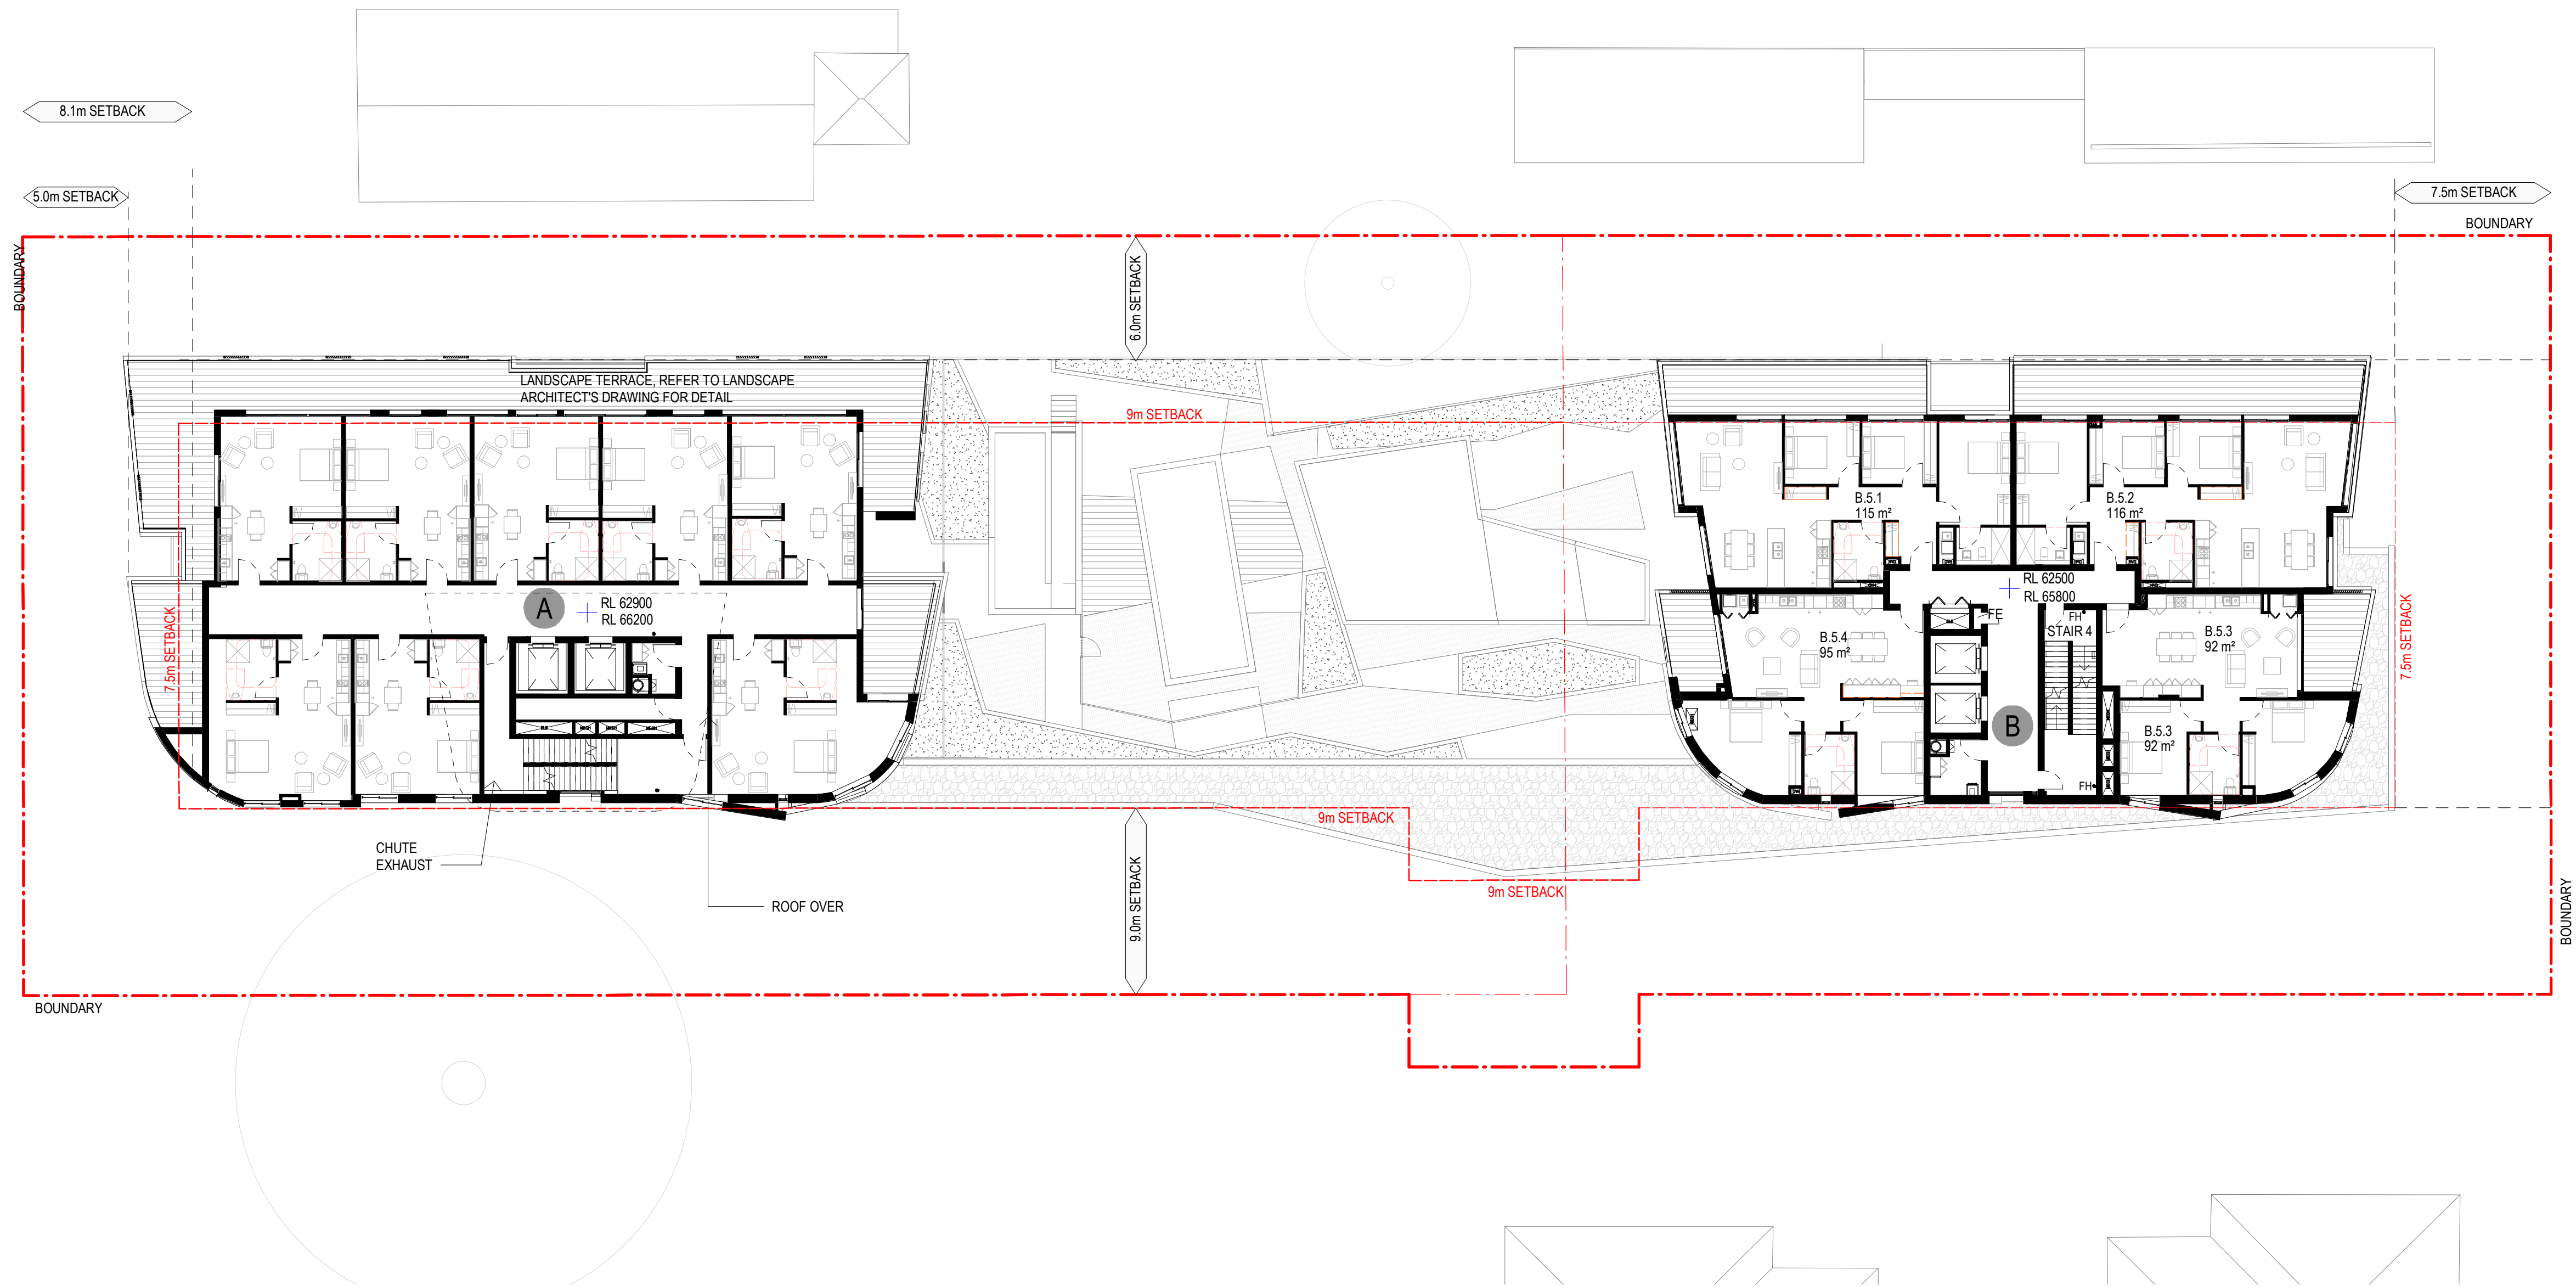 8.1m SETBACK
5.0m SETBACK
7.5m SETBACK
BOUNDARY
BOUNDARY
6.0m SETBACK
LANDSCAPE TERRACE, REFER TO LANDSCAPE
ARCHITECT'S DRAWING FOR DETAIL
9m SETBACK
B.5.1
115 m²
B.5.2
116 m²
A
RL 62900
RL 66200
RL 62500
RL 65800
FE
FH
STAIR 4
B.5.4
95 m²
B.5.3
92 m²
7.5m SETBACK
7.5m SETBACK
B
B.5.3
92 m²
FH
9m SETBACK
CHUTE
EXHAUST
ROOF OVER
9m SETBACK
9.0m SETBACK
BOUNDARY
BOUNDARY